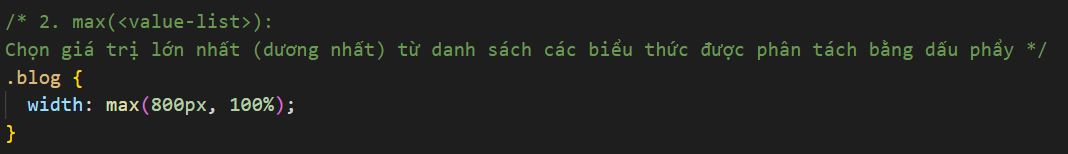 /* 2. max(<value-list>):
Chọn giá trị lớn nhất (dương nhất) từ danh sách các biểu thức được phân tách bằng dấu phẩy */
.blog {
  width: max(800px, 100%);
}